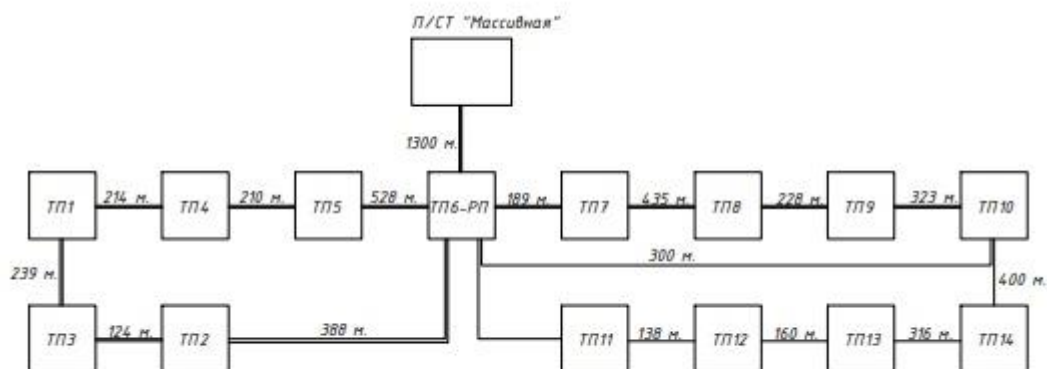 П/СТ "Массивная"
1300 м.
ТП1 214 м. ТП4 210 м. ТП5 528 м. ТП6-РП 189 м. ТП7 435 м. ТП8 228 м. ТП9 323 м. ТП10
300 м.
239 м. 400 м.
ТП3 124 м. ТП2 388 м. ТП11 138 м. ТП12 160 м. ТП13 316 м. ТП14